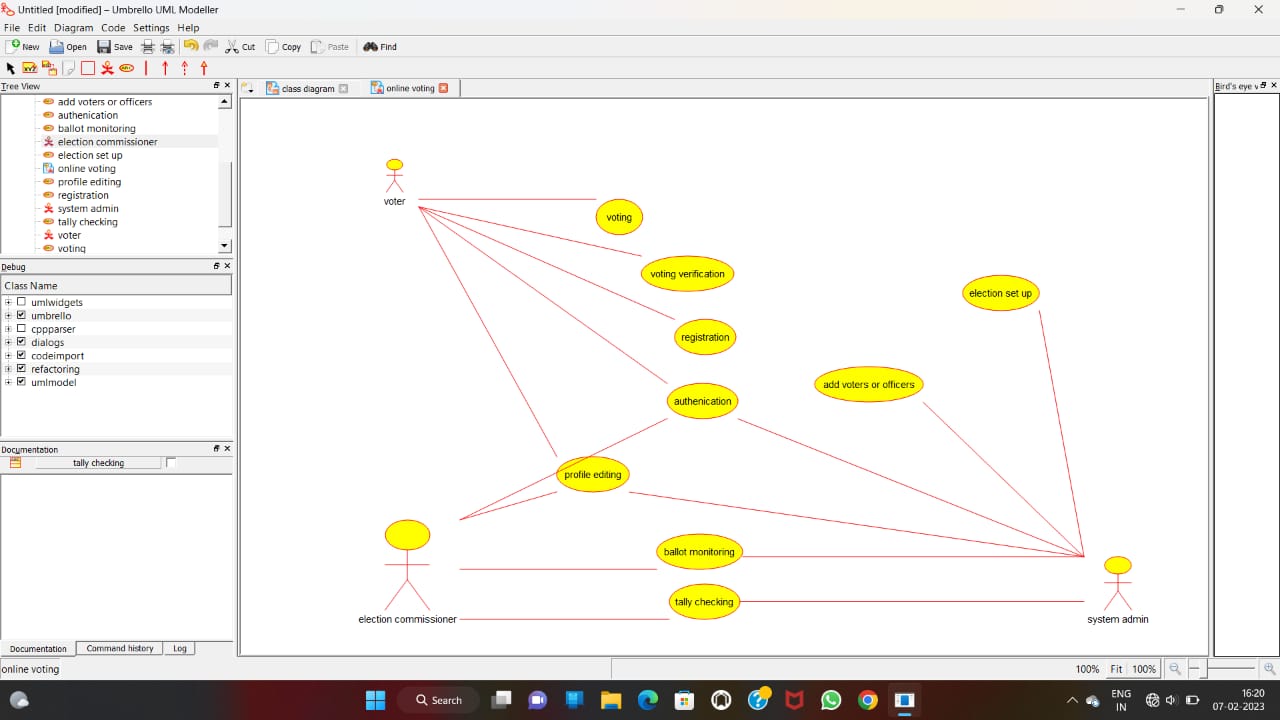 Untitled [modified] – Umbrello UML Modeller
File Edit Diagram Code Settings Help
New Open Save Cut Copy Paste Find
Tree View
add voters or officers
authenication
ballot monitoring
election commissioner
election set up
online voting
profile editing
registration
system admin
tally checking
voter
voting
Debug
Class Name
umlwidgets
umbrello
cppparser
dialogs
codeimport
refactoring
umlmodel
Documentation
tally checking
Documentation Command history Log
online voting
class diagram online voting
voter
voting
voting verification
election set up
registration
add voters or officers
authenication
profile editing
ballot monitoring
tally checking
election commissioner
system admin
Bird's eye v
100% Fit 100%
Search
ENG
IN
16:20
07-02-2023